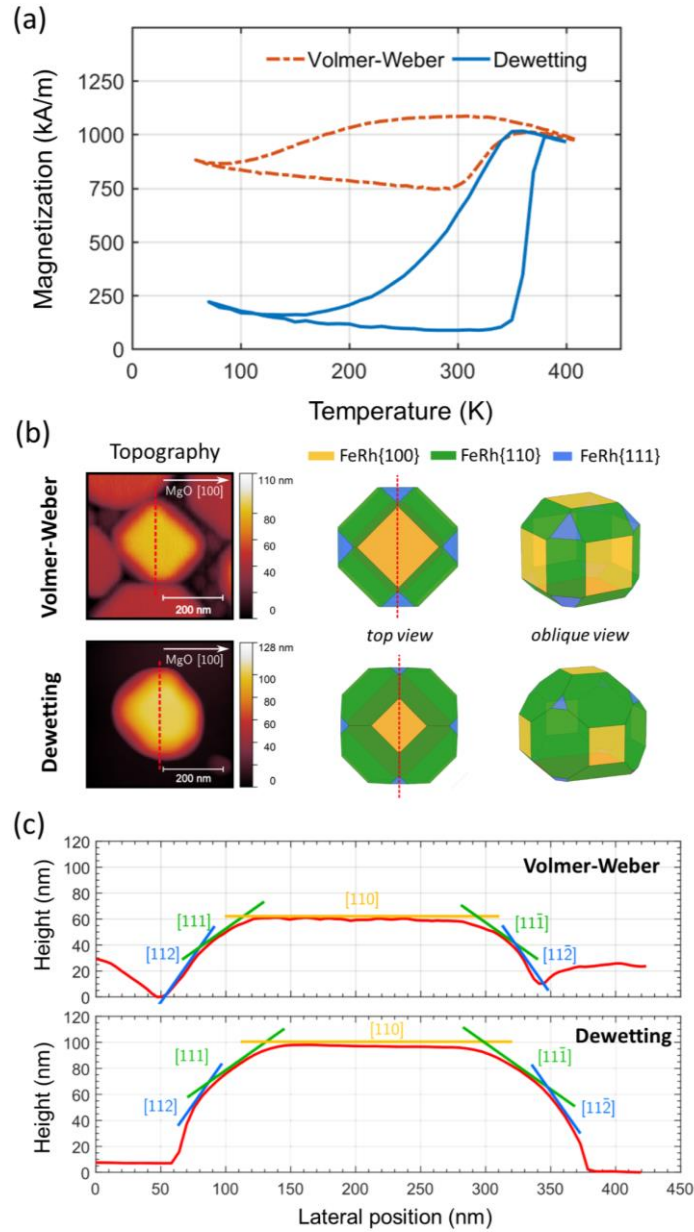 (a)
Volmer-Weber Dewetting
Magnetization (kA/m)
1250
1000
750
500
250
0
100 200 300 400
Temperature (K)
(b)
Topography
FeRh{100} FeRh{110} FeRh{111}
Volmer-Weber
MgO [100]
200 nm
110 nm
80
60
40
20
0
top view
oblique view
Dewetting
MgO [100]
200 nm
128 nm
100
80
60
40
20
0
(c)
Height (nm)
120
100
80
60
40
20
0
Volmer-Weber
[110]
[111]
[111̄]
[112]
[112̄]
Height (nm)
120
100
80
60
40
20
0
Dewetting
[110]
[111]
[111̄]
[112]
[112̄]
0 50 100 150 200 250 300 350 400 450
Lateral position (nm)